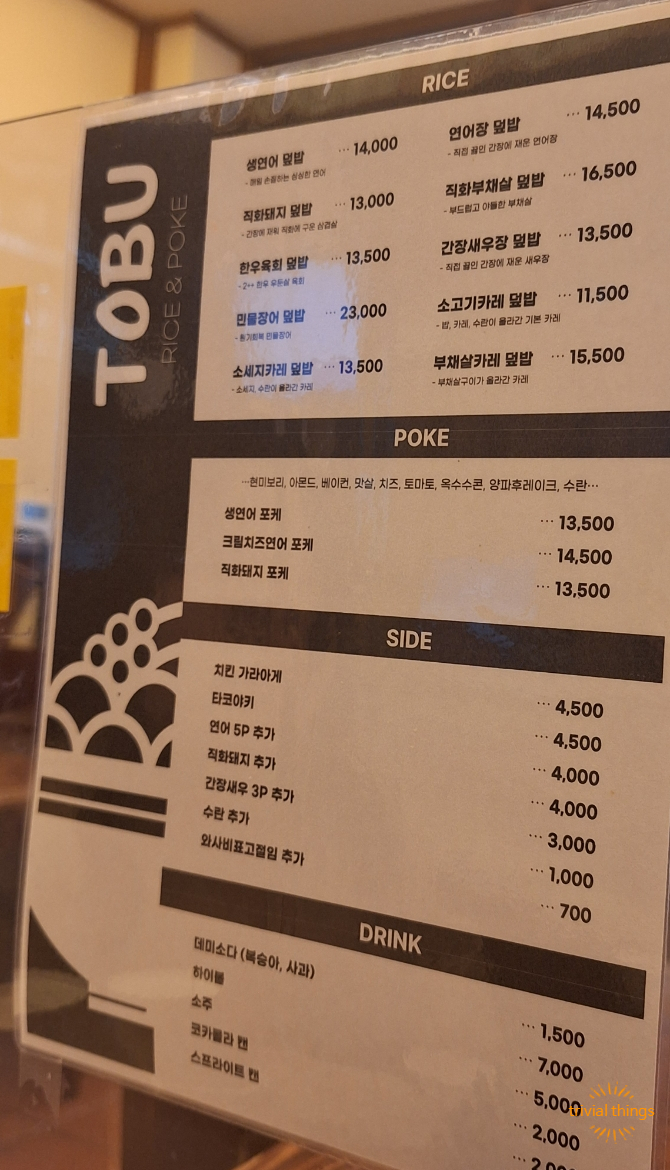 TOBU
RICE & POKE
RICE
생연어 덮밥 ··· 14,000
- 매일 손질하는 싱싱한 연어
직화돼지 덮밥 ··· 13,000
- 간장에 재워 직화에 구운 삼겹살
한우육회 덮밥 ··· 13,500
- 2++ 한우 우둔살 육회
민물장어 덮밥 ··· 23,000
- 원기회복 민물장어
소세지카레 덮밥 ··· 13,500
- 소세지, 수란이 올라간 카레
연어장 덮밥 ··· 14,500
- 직접 끓인 간장에 재운 연어장
직화부채살 덮밥 ··· 16,500
- 부드럽고 야들한 부채살
간장새우장 덮밥 ··· 13,500
- 직접 끓인 간장에 재운 새우장
소고기카레 덮밥 ··· 11,500
- 밥, 카레, 수란이 올라간 기본 카레
부채살카레 덮밥 ··· 15,500
- 부채살구이가 올라간 카레
POKE
···현미보리, 아몬드, 베이컨, 맛살, 치즈, 토마토, 옥수수콘, 양파후레이크, 수란···
생연어 포케 ··· 13,500
크림치즈연어 포케 ··· 14,500
직화돼지 포케 ··· 13,500
SIDE
치킨 가라아게 ··· 4,500
타코야키 ··· 4,500
연어 5P 추가 ··· 4,000
직화돼지 추가 ··· 4,000
간장새우 3P 추가 ··· 3,000
수란 추가 ··· 1,000
와사비표고절임 추가 ··· 700
DRINK
데미소다 (복숭아, 사과) ··· 1,500
하이볼 ··· 7,000
소주 ··· 5,000
코카콜라 캔 ··· 2,000
스프라이트 캔
trivial things